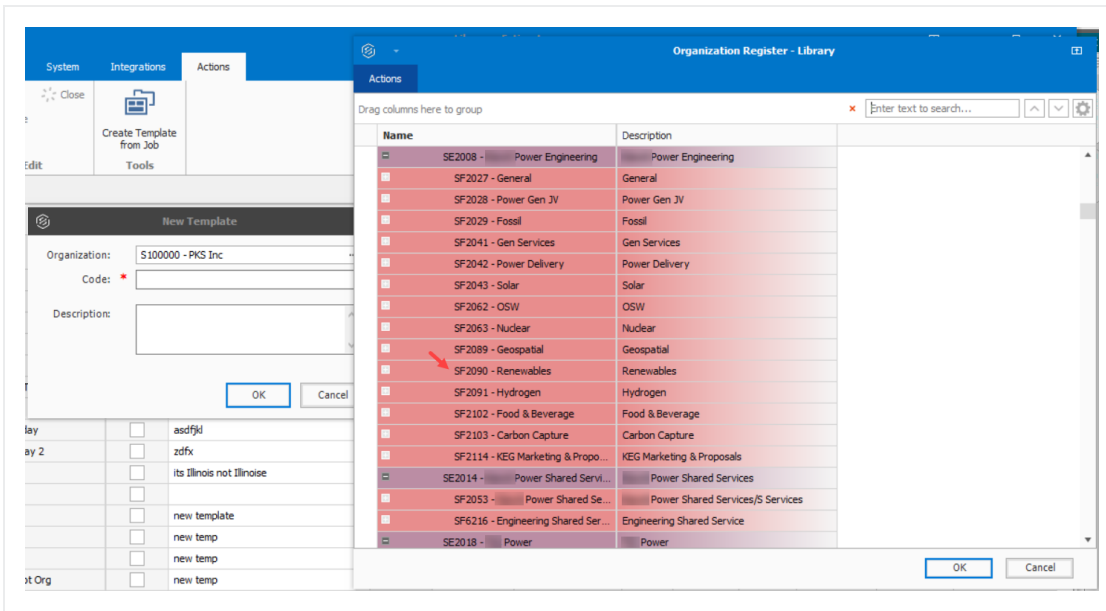 System Integrations Actions
Close
Create Template
from Job
Edit
Tools
New Template
Organization: S100000 - PKS Inc
Code: *
Description:
OK Cancel
asdfjkl
2 zdfx
its Illinois not Illinoise
new template
new temp
new temp
Org new temp
Organization Register - Library
Actions
Drag columns here to group
Enter text to search...
Name Description
SE2008 - Power Engineering Power Engineering
SF2027 - General General
SF2028 - Power Gen JV Power Gen JV
SF2029 - Fossil Fossil
SF2041 - Gen Services Gen Services
SF2042 - Power Delivery Power Delivery
SF2043 - Solar Solar
SF2062 - OSW OSW
SF2063 - Nuclear Nuclear
SF2089 - Geospatial Geospatial
SF2090 - Renewables Renewables
SF2091 - Hydrogen Hydrogen
SF2102 - Food & Beverage Food & Beverage
SF2103 - Carbon Capture Carbon Capture
SF2114 - KEG Marketing & Propo... KEG Marketing & Proposals
SE2014 - Power Shared Servi... Power Shared Services
SF2053 - Power Shared Se... Power Shared Services/S Services
SF6216 - Engineering Shared Ser... Engineering Shared Service
SE2018 - Power Power
OK Cancel